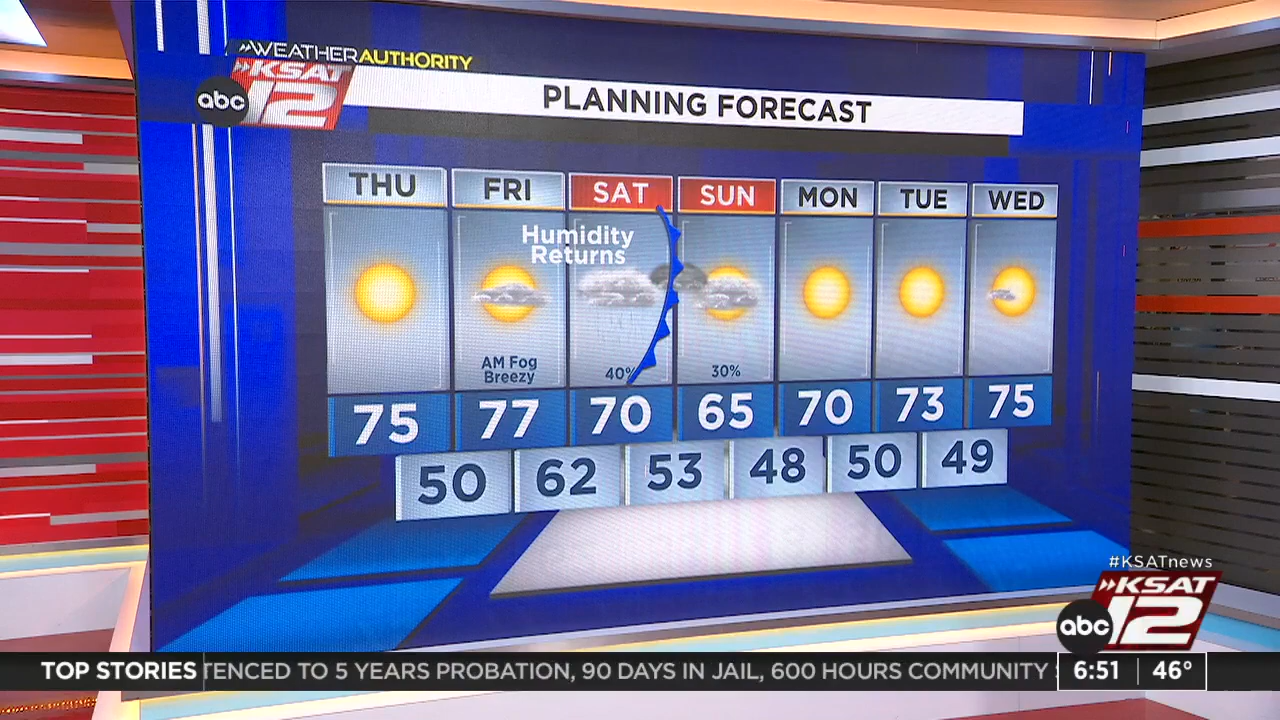 »WEATHERAUTHORITY
»KSAT
abc 12
PLANNING FORECAST
THU FRI SAT SUN MON TUE WED
Humidity
Returns
AM Fog
Breezy
40% 30%
75 77 70 65 70 73 75
50 62 53 48 50 49
#KSATnews
»KSAT
abc 12
TOP STORIES TENCED TO 5 YEARS PROBATION, 90 DAYS IN JAIL, 600 HOURS COMMUNITY
6:51 46°